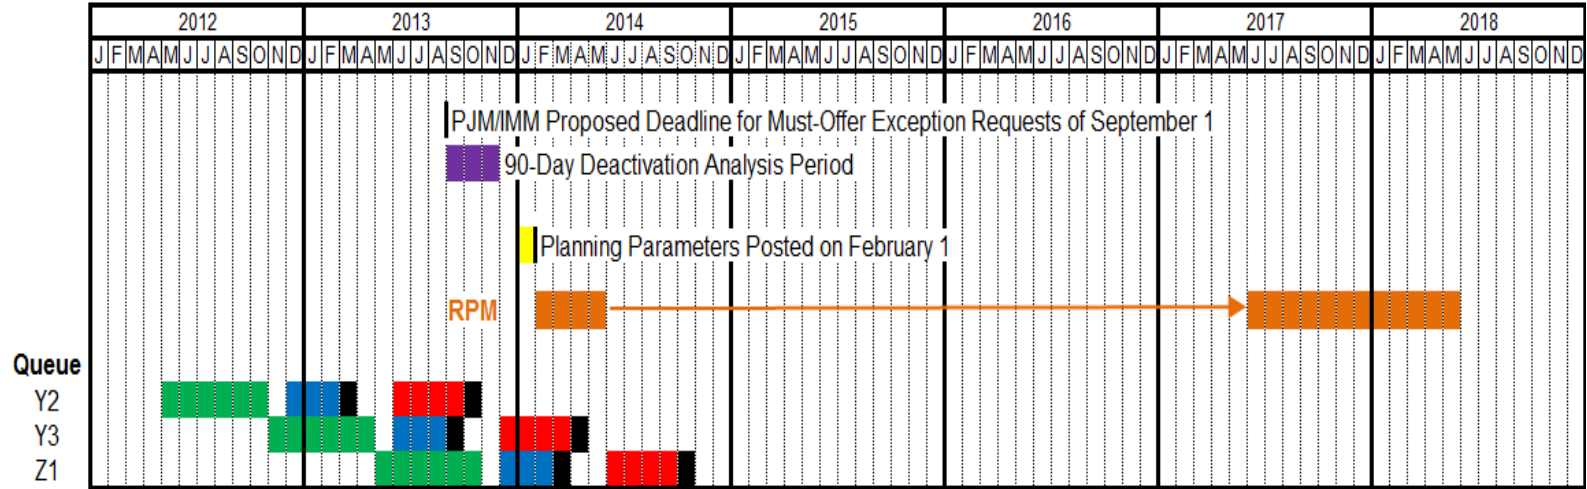 2012 2013 2014 2015 2016 2017 2018
J F M A M J J A S O N D J F M A M J J A S O N D J F M A M J J A S O N D J F M A M J J A S O N D J F M A M J J A S O N D J F M A M J J A S O N D J F M A M J J A S O N D
PJM/IMM Proposed Deadline for Must-Offer Exception Requests of September 1
90-Day Deactivation Analysis Period
Planning Parameters Posted on February 1
RPM
Queue
Y2
Y3
Z1